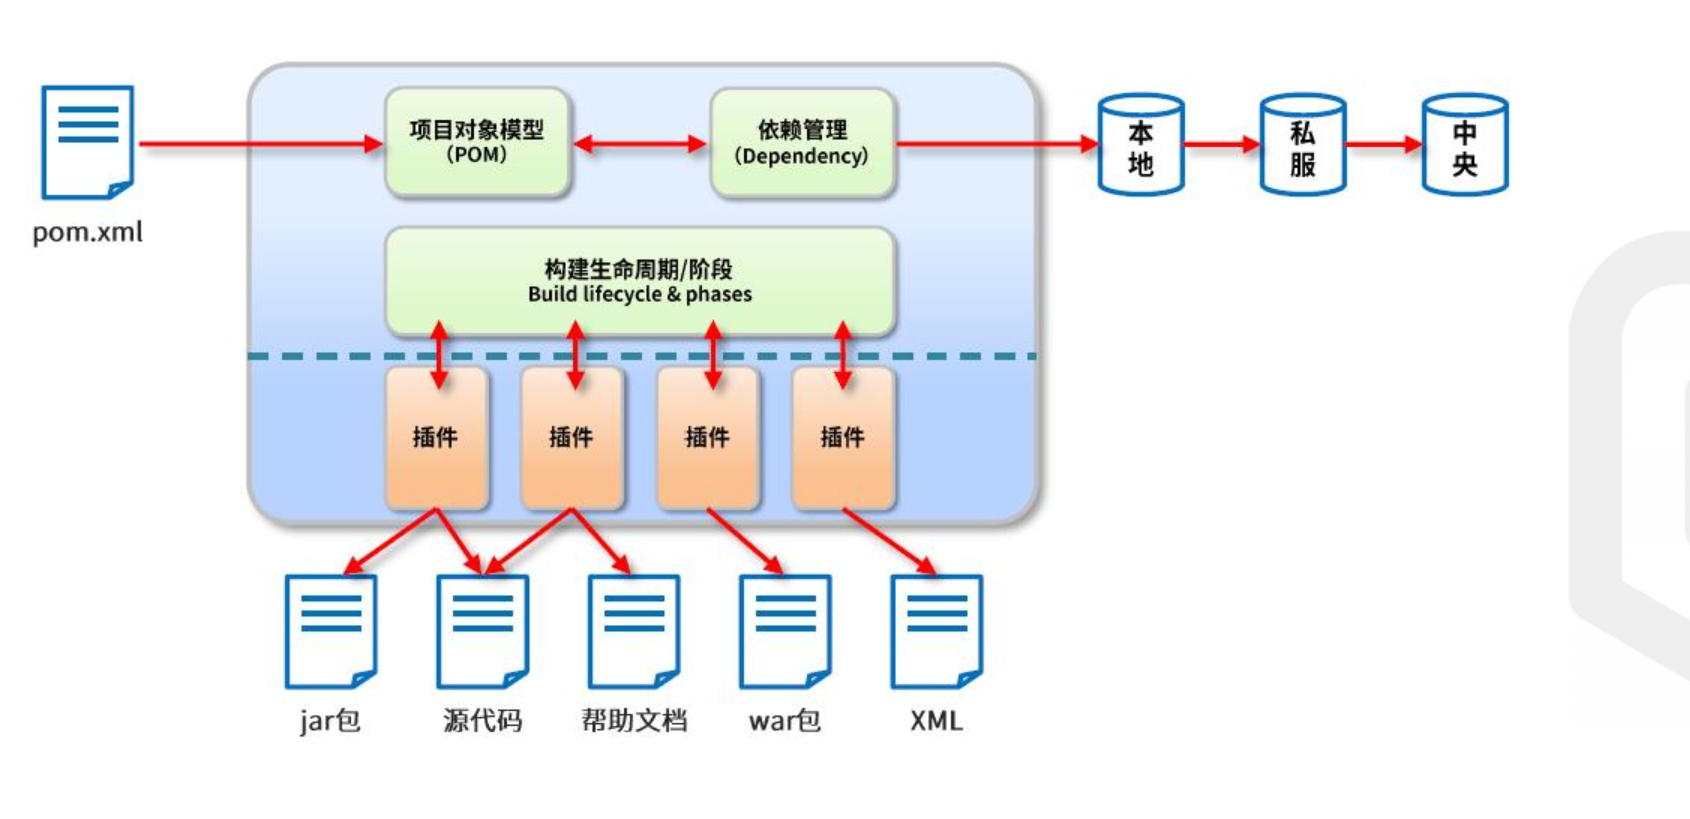 项目对象模型
（POM）
依赖管理
（Dependency）
本
地
私
服
中
央
pom.xml
构建生命周期/阶段
Build lifecycle & phases
插件
插件
插件
插件
jar包
源代码
帮助文档
war包
XML